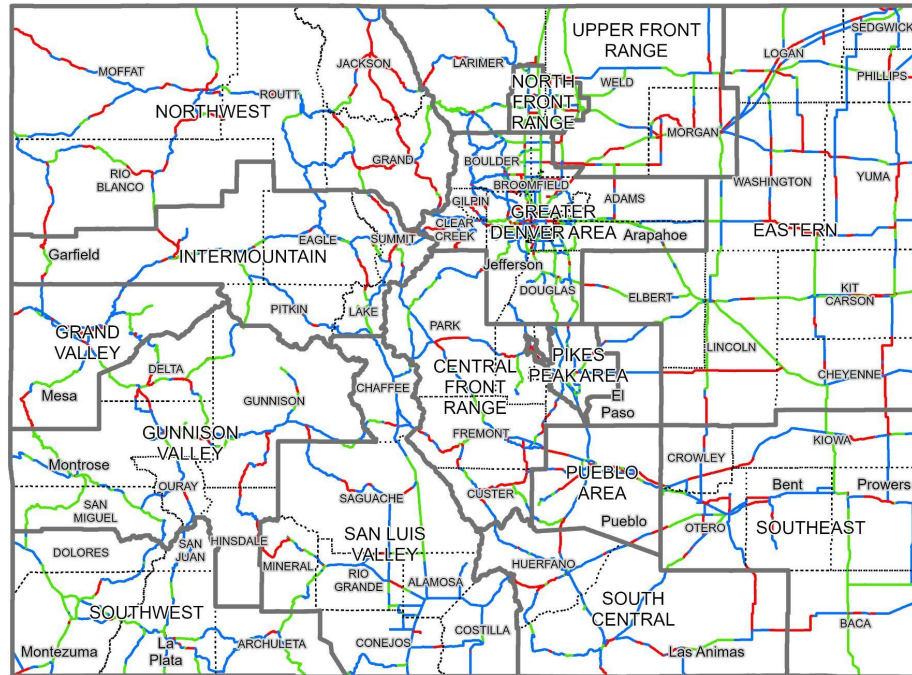 UPPER FRONT
RANGE
SEDGWICK
LOGAN
MOFFAT
JACKSON
LARIMER
PHILLIPS
NORTH
FRONT
RANGE
WELD
ROUTT
NORTHWEST
MORGAN
GRAND
BOULDER
RIO
BLANCO
BROOMFIELD
WASHINGTON
YUMA
GILPIN
ADAMS
GREATER
DENVER AREA
CLEAR
CREEK
EASTERN
Arapahoe
EAGLE
SUMMIT
Garfield
INTERMOUNTAIN
Jefferson
DOUGLAS
ELBERT
KIT
CARSON
PITKIN
LAKE
GRAND
VALLEY
PARK
LINCOLN
PIKES
PEAK AREA
DELTA
CENTRAL
FRONT
RANGE
CHEYENNE
Mesa
GUNNISON
CHAFFEE
El
Paso
GUNNISON
VALLEY
FREMONT
KIOWA
Montrose
CROWLEY
PUEBLO
AREA
OURAY
SAGUACHE
CUSTER
Bent
Prowers
SAN
MIGUEL
Pueblo
OTERO
SOUTHEAST
SAN LUIS
VALLEY
HINSDALE
SAN
JUAN
DOLORES
MINERAL
HUERFANO
RIO
GRANDE
ALAMOSA
SOUTH
CENTRAL
SOUTHWEST
COSTILLA
BACA
La
Plata
ARCHULETA
CONEJOS
Montezuma
Las Animas